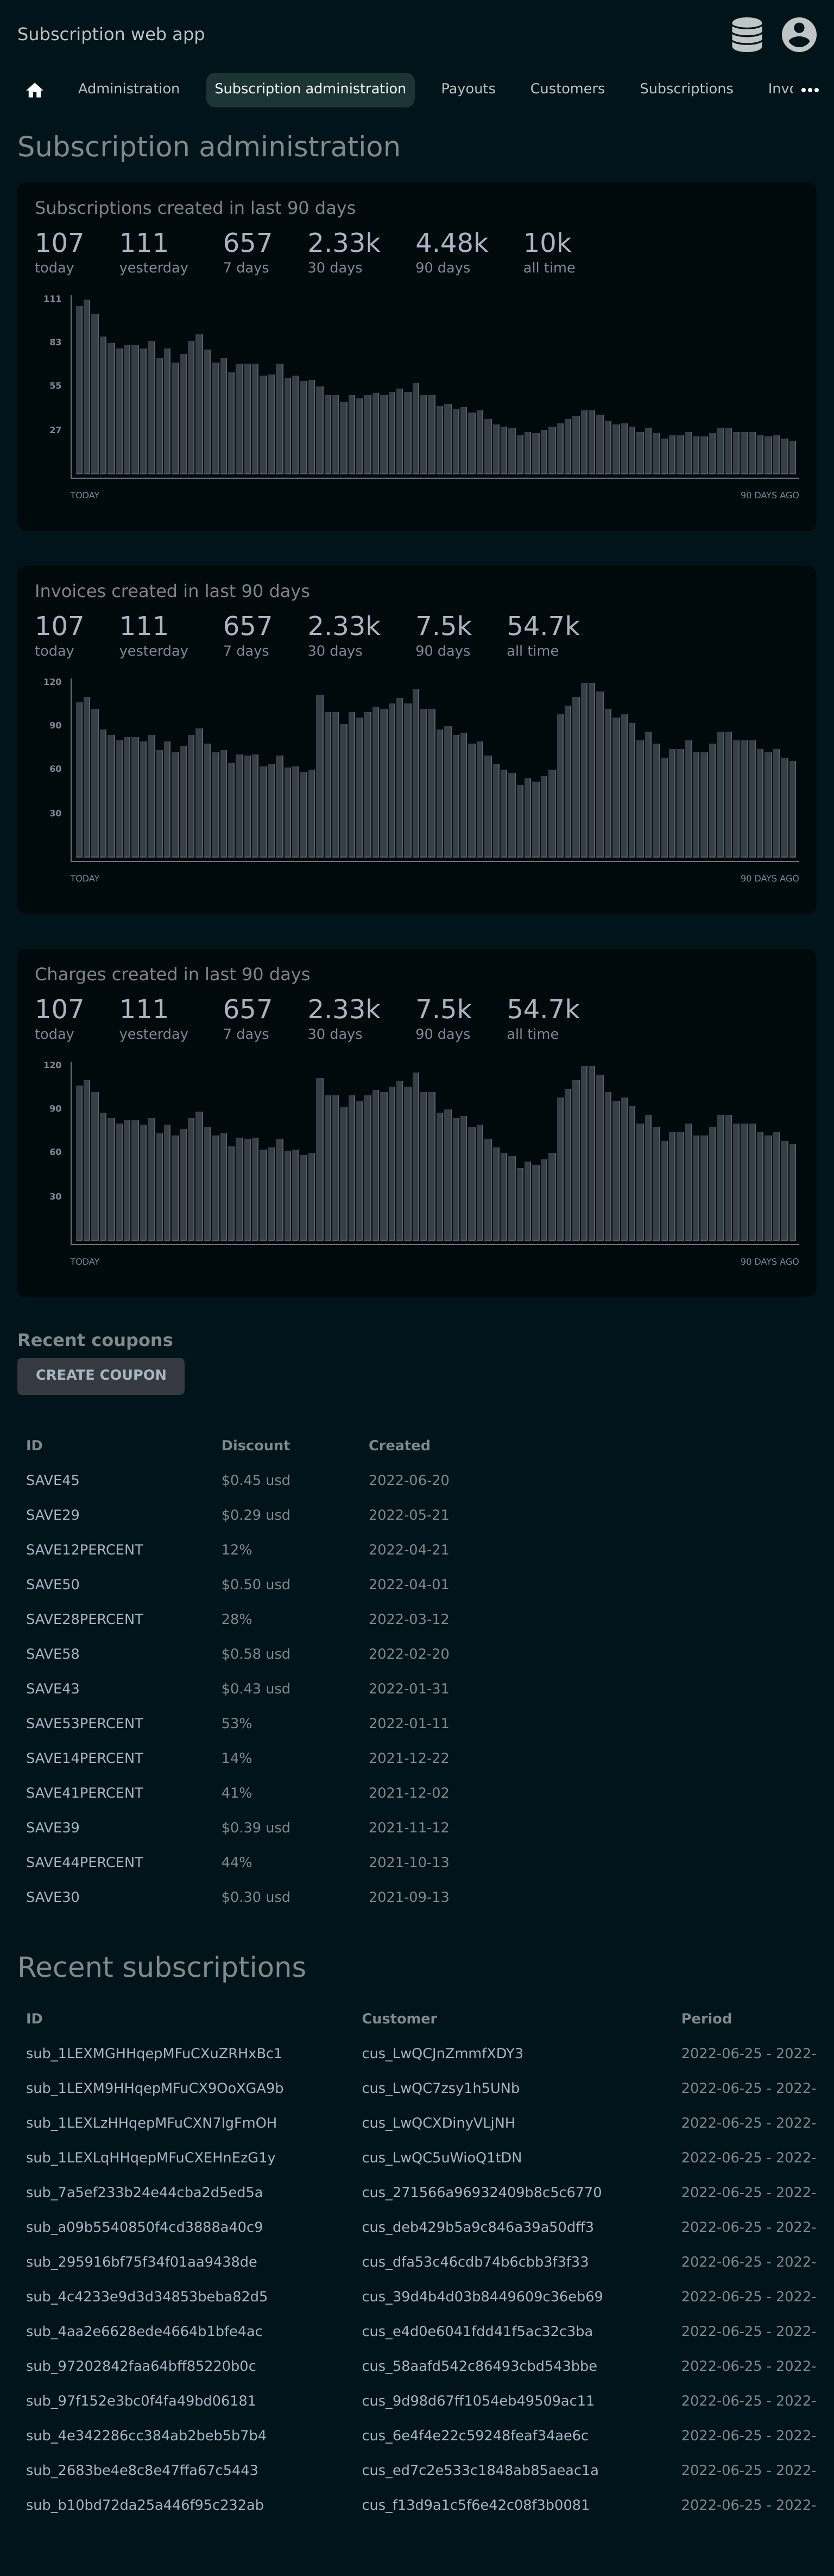 Subscription web app
Administration Subscription administration Payouts Customers Subscriptions Invo
Subscription administration
Subscriptions created in last 90 days
107 111 657 2.33k 4.48k 10k
today yesterday 7 days 30 days 90 days all time
111
83
55
27
TODAY 90 DAYS AGO
Invoices created in last 90 days
107 111 657 2.33k 7.5k 54.7k
today yesterday 7 days 30 days 90 days all time
120
90
60
30
TODAY 90 DAYS AGO
Charges created in last 90 days
107 111 657 2.33k 7.5k 54.7k
today yesterday 7 days 30 days 90 days all time
120
90
60
30
TODAY 90 DAYS AGO
Recent coupons
CREATE COUPON
ID Discount Created
SAVE45 $0.45 usd 2022-06-20
SAVE29 $0.29 usd 2022-05-21
SAVE12PERCENT 12% 2022-04-21
SAVE50 $0.50 usd 2022-04-01
SAVE28PERCENT 28% 2022-03-12
SAVE58 $0.58 usd 2022-02-20
SAVE43 $0.43 usd 2022-01-31
SAVE53PERCENT 53% 2022-01-11
SAVE14PERCENT 14% 2021-12-22
SAVE41PERCENT 41% 2021-12-02
SAVE39 $0.39 usd 2021-11-12
SAVE44PERCENT 44% 2021-10-13
SAVE30 $0.30 usd 2021-09-13
Recent subscriptions
ID Customer Period
sub_1LEXMGHHqepMFuCXuZRHxBc1 cus_LwQCJnZmmfXDY3 2022-06-25 - 2022-
sub_1LEXM9HHqepMFuCX9OoXGA9b cus_LwQC7zsy1h5UNb 2022-06-25 - 2022-
sub_1LEXLzHHqepMFuCXN7lgFmOH cus_LwQCXDinyVLjNH 2022-06-25 - 2022-
sub_1LEXLqHHqepMFuCXEHnEzG1y cus_LwQC5uWioQ1tDN 2022-06-25 - 2022-
sub_7a5ef233b24e44cba2d5ed5a cus_271566a96932409b8c5c6770 2022-06-25 - 2022-
sub_a09b5540850f4cd3888a40c9 cus_deb429b5a9c846a39a50dff3 2022-06-25 - 2022-
sub_295916bf75f34f01aa9438de cus_dfa53c46cdb74b6cbb3f3f33 2022-06-25 - 2022-
sub_4c4233e9d3d34853beba82d5 cus_39d4b4d03b8449609c36eb69 2022-06-25 - 2022-
sub_4aa2e6628ede4664b1bfe4ac cus_e4d0e6041fdd41f5ac32c3ba 2022-06-25 - 2022-
sub_97202842faa64bff85220b0c cus_58aafd542c86493cbd543bbe 2022-06-25 - 2022-
sub_97f152e3bc0f4fa49bd06181 cus_9d98d67ff1054eb49509ac11 2022-06-25 - 2022-
sub_4e342286cc384ab2beb5b7b4 cus_6e4f4e22c59248feaf34ae6c 2022-06-25 - 2022-
sub_2683be4e8c8e47ffa67c5443 cus_ed7c2e533c1848ab85aeac1a 2022-06-25 - 2022-
sub_b10bd72da25a446f95c232ab cus_f13d9a1c5f6e42c08f3b0081 2022-06-25 - 2022-